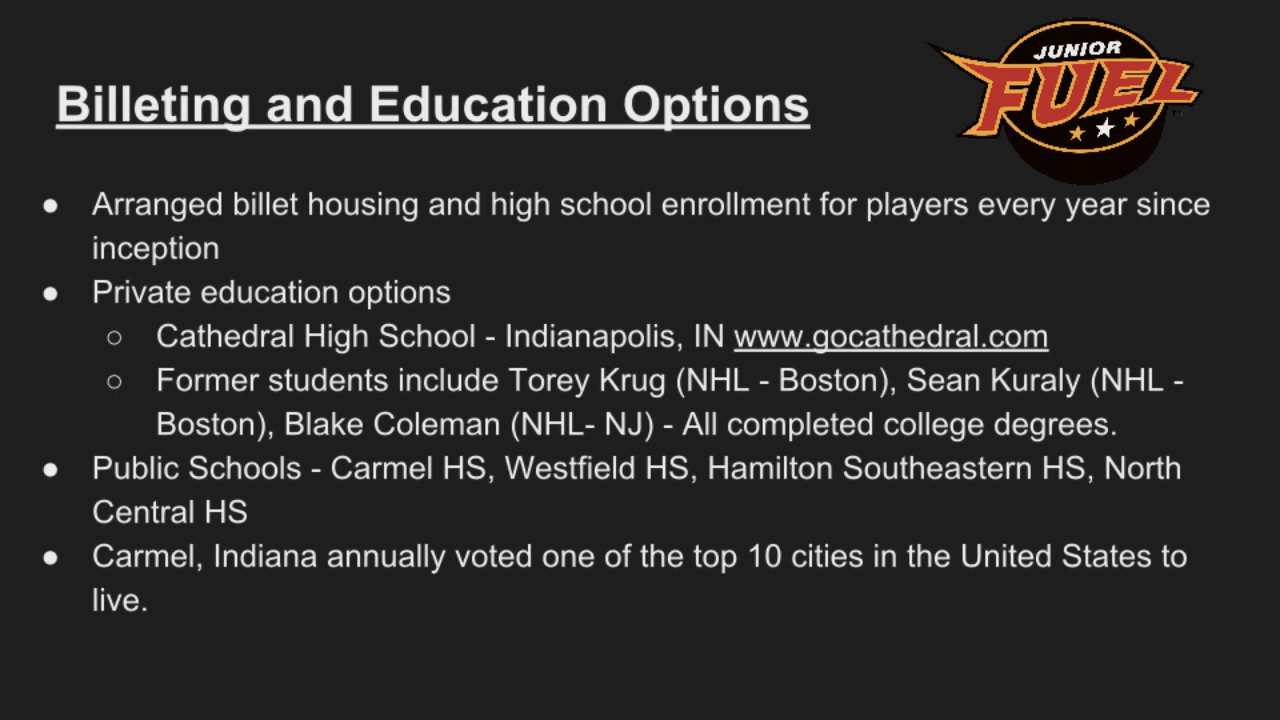 JUNIOR
FUEL
Billeting and Education Options
● Arranged billet housing and high school enrollment for players every year since
inception
● Private education options
○ Cathedral High School - Indianapolis, IN www.gocathedral.com
○ Former students include Torey Krug (NHL - Boston), Sean Kuraly (NHL -
Boston), Blake Coleman (NHL- NJ) - All completed college degrees.
● Public Schools - Carmel HS, Westfield HS, Hamilton Southeastern HS, North
Central HS
● Carmel, Indiana annually voted one of the top 10 cities in the United States to
live.